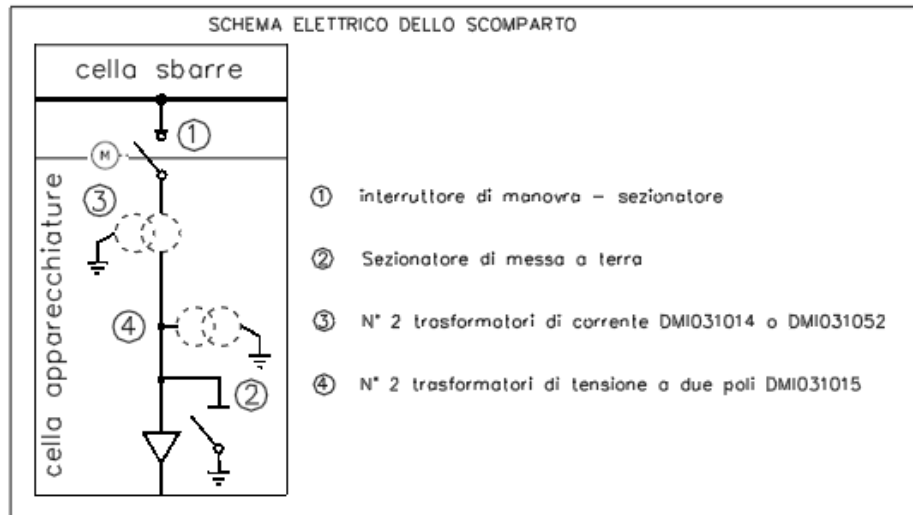 SCHEMA ELETTRICO DELLO SCOMPARTO
cella sbarre
1
M
3
4
2
cella apparecchiature
1 interruttore di manovra – sezionatore
2 Sezionatore di messa a terra
3 N° 2 trasformatori di corrente DMI031014 o DMI031052
4 N° 2 trasformatori di tensione a due poli DMI031015